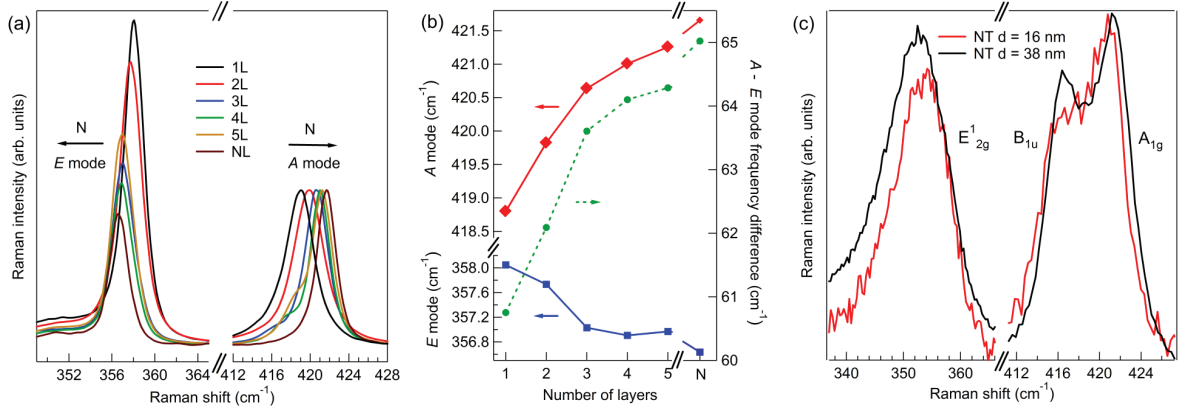 (a)
Raman intensity (arb. units)
1L
2L
3L
4L
5L
NL
N
E mode
N
A mode
352
356
360
364
412
416
420
424
428
Raman shift (cm⁻¹)
(b)
A mode (cm⁻¹)
421.5
421.0
420.5
420.0
419.5
419.0
418.5
E mode (cm⁻¹)
358.0
357.6
357.2
356.8
65
64
63
62
61
60
A - E mode frequency difference (cm⁻¹)
1
2
3
4
5
N
Number of layers
(c)
Raman intensity (arb. units)
NT d = 16 nm
NT d = 38 nm
E¹₂g
B₁u
A₁g
340
350
360
412
416
420
424
Raman shift (cm⁻¹)